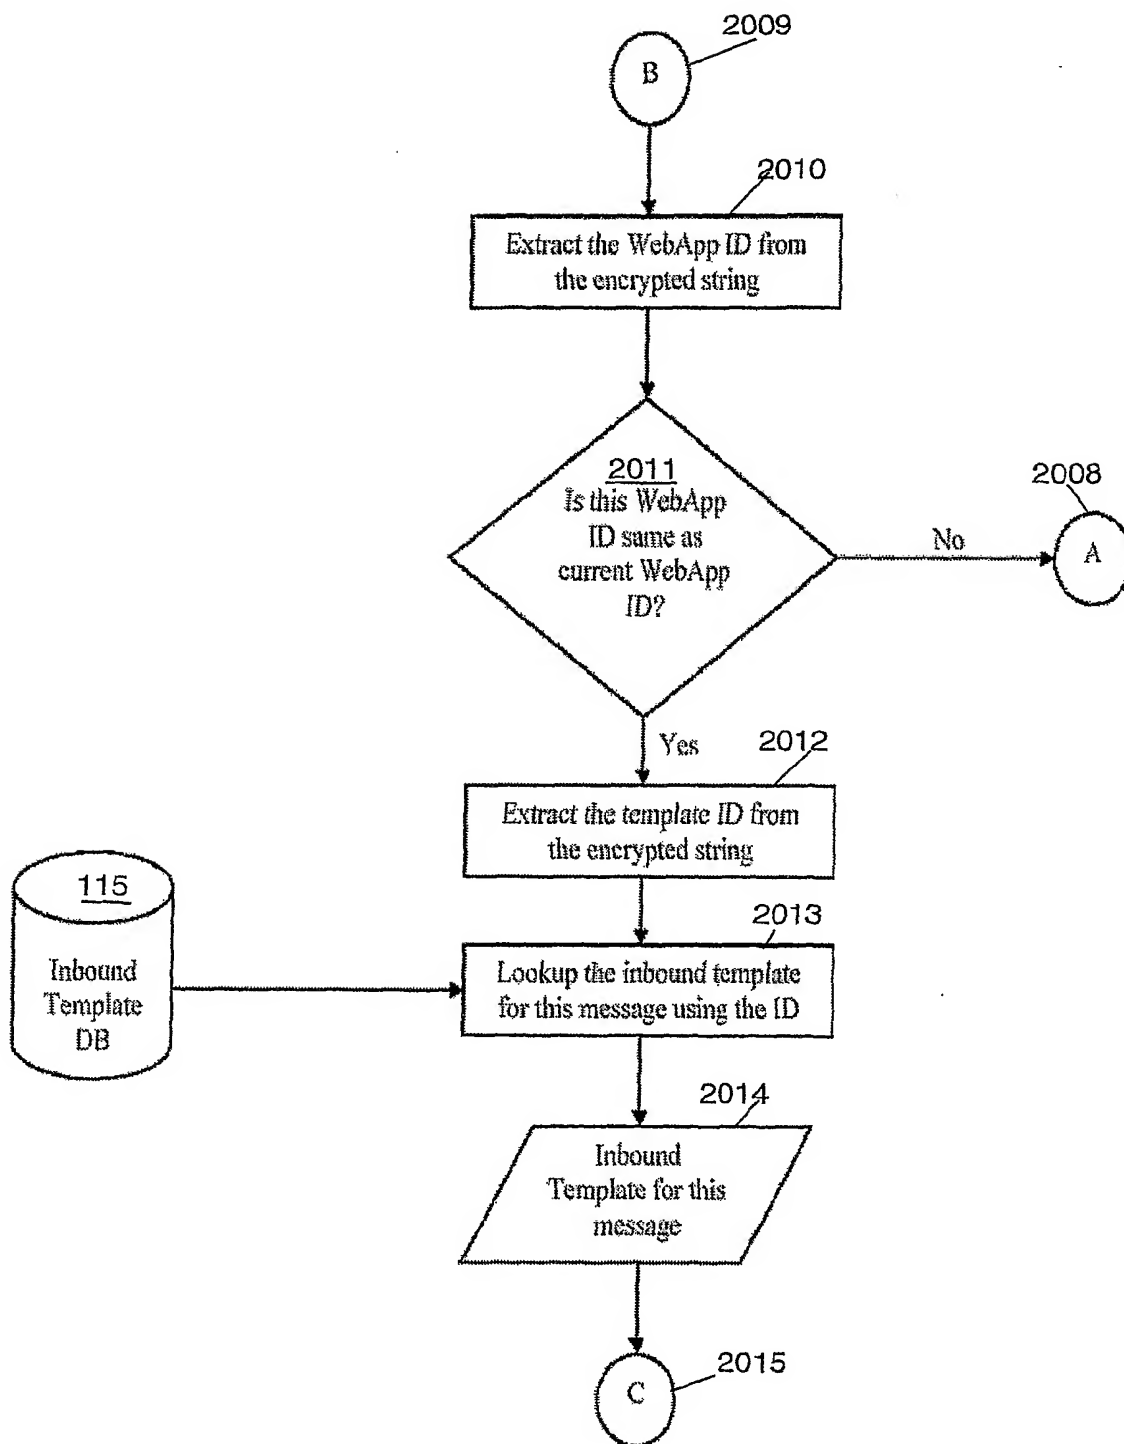 2009
B
2010
Extract the WebApp ID from
the encrypted string
2011
Is this WebApp
ID same as
current WebApp
ID?
No
2008
A
Yes
2012
Extract the template ID from
the encrypted string
115
Inbound
Template
DB
2013
Lookup the inbound template
for this message using the ID
2014
Inbound
Template for this
message
2015
C